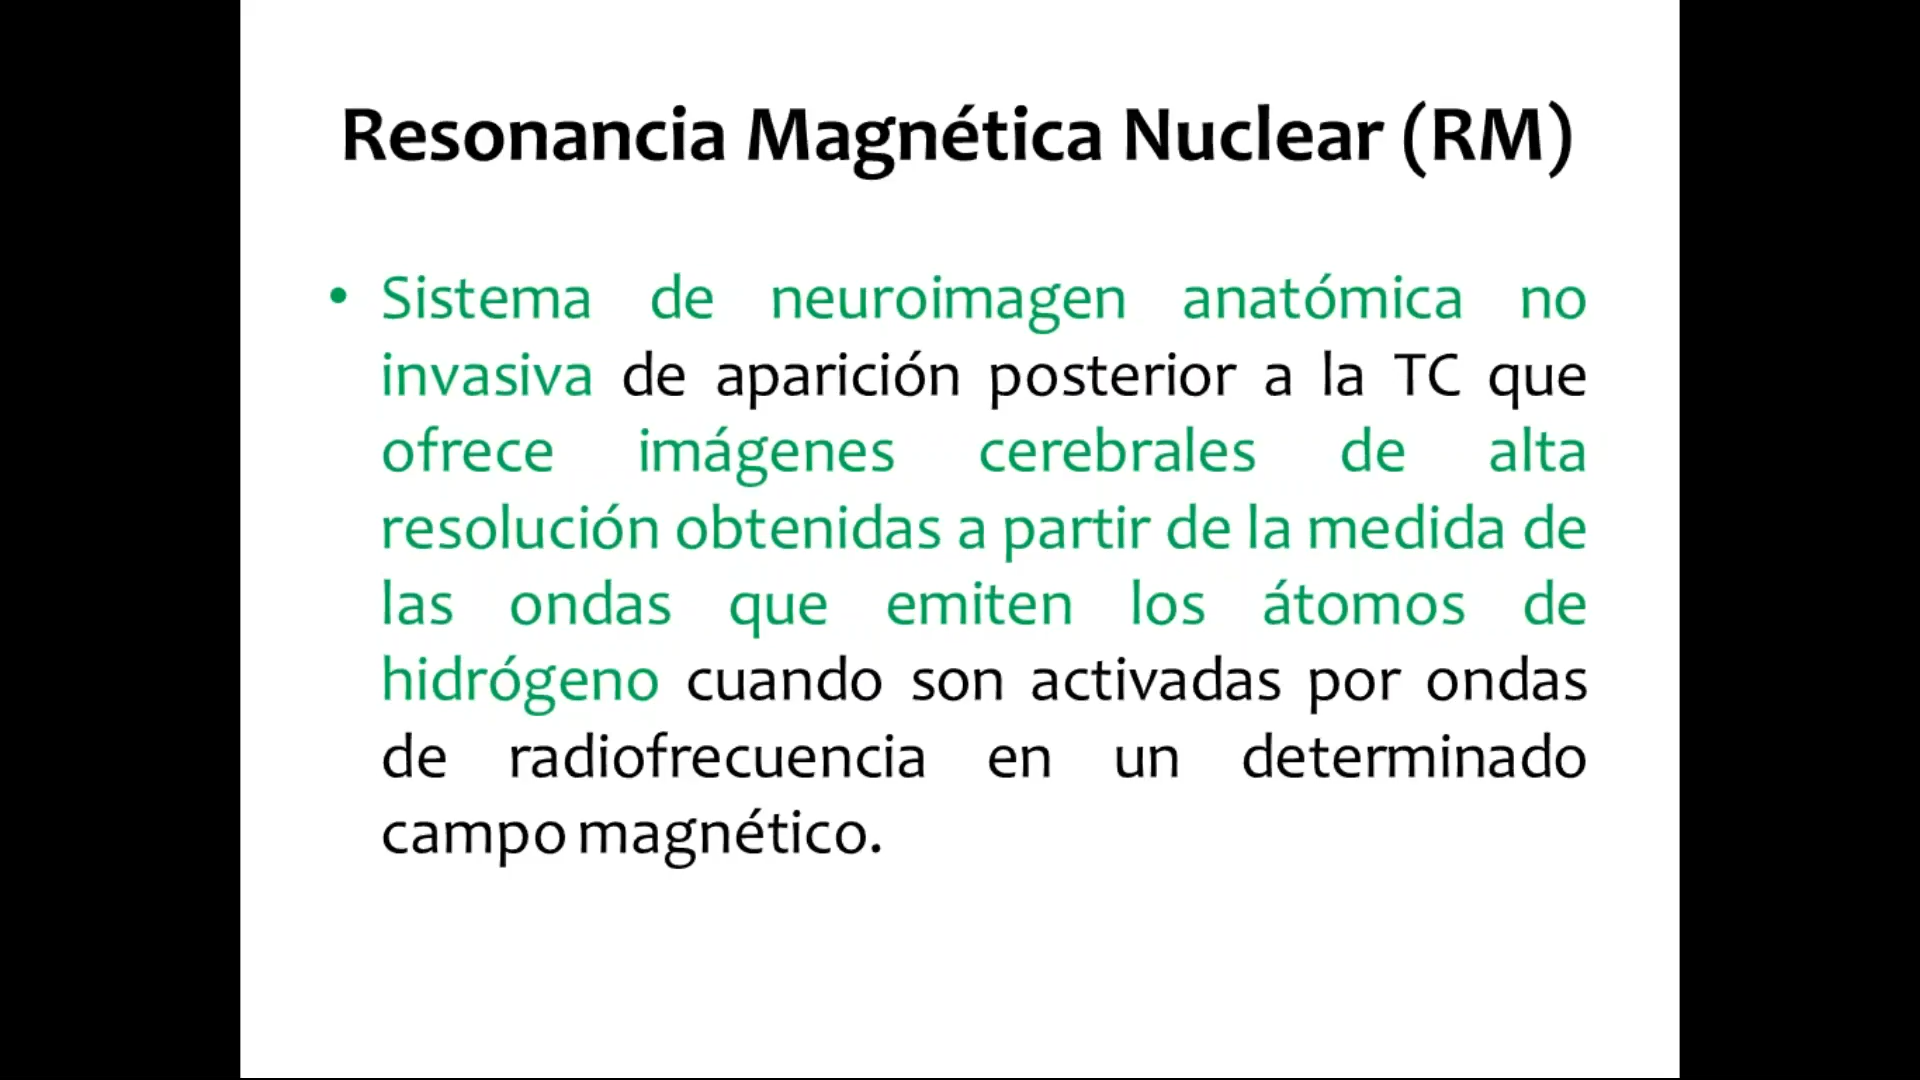 Resonancia Magnética Nuclear (RM)
• Sistema de neuroimagen anatómica no
invasiva de aparición posterior a la TC que
ofrece imágenes cerebrales de alta
resolución obtenidas a partir de la medida de
las ondas que emiten los átomos de
hidrógeno cuando son activadas por ondas
de radiofrecuencia en un determinado
campo magnético.